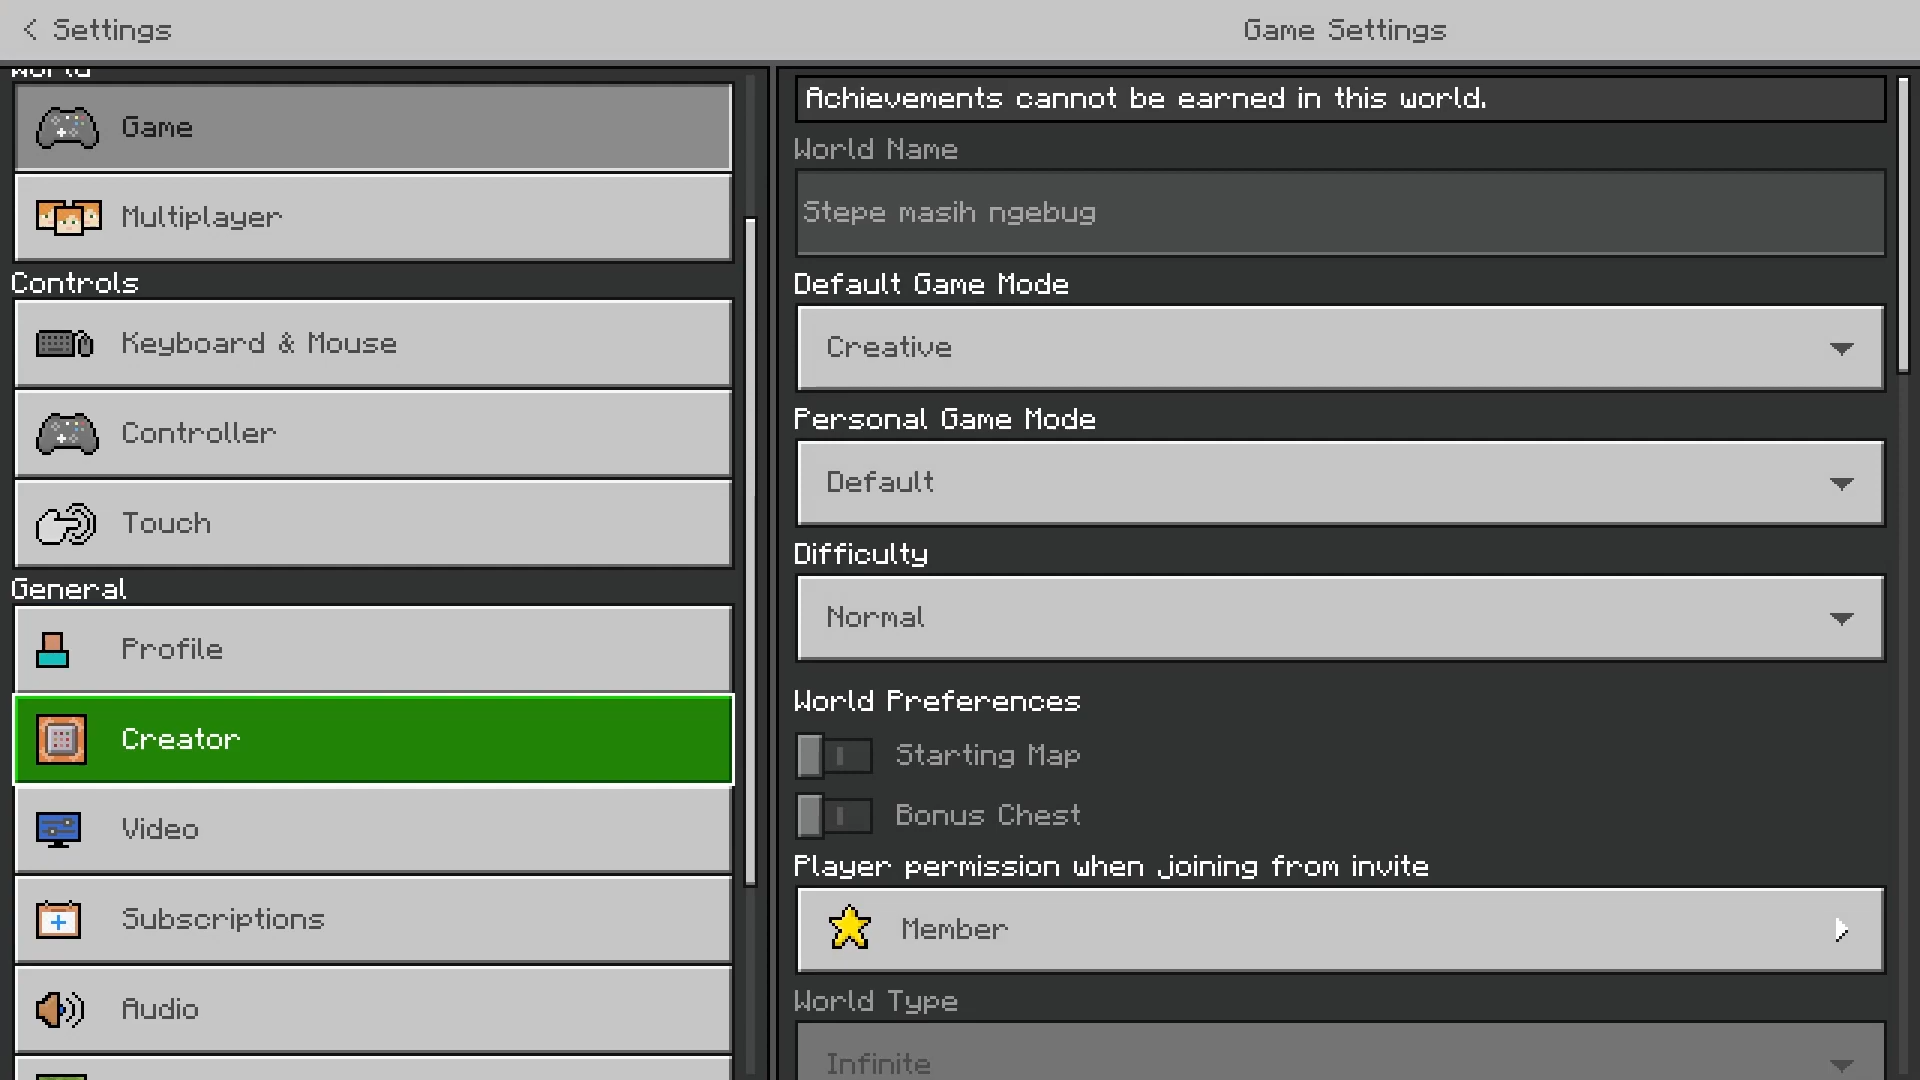 Settings
Game Settings
World
Game
Multiplayer
Controls
Keyboard & Mouse
Controller
Touch
General
Profile
Creator
Video
Subscriptions
Audio
Achievements cannot be earned in this world.
World Name
Stepe masih ngebug
Default Game Mode
Creative
Personal Game Mode
Default
Difficulty
Normal
World Preferences
Starting Map
Bonus Chest
Player permission when joining from invite
Member
World Type
Infinite